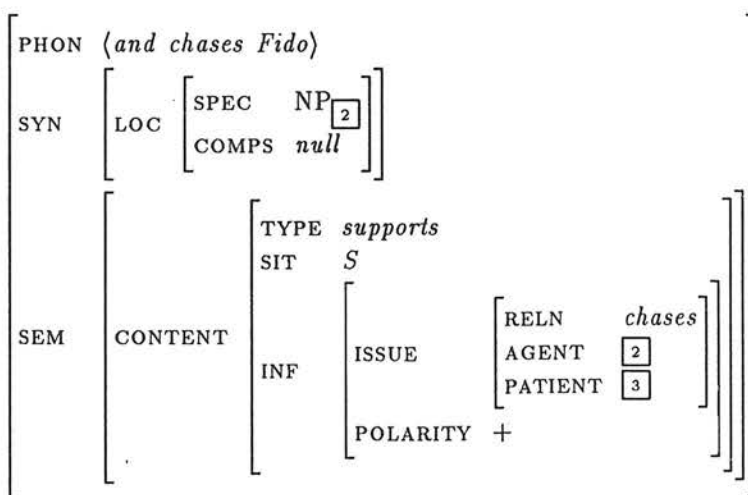 PHON ⟨and chases Fido⟩
SYN LOC SPEC NP 2
COMPS null
SEM CONTENT TYPE supports
SIT S
INF ISSUE RELN chases
AGENT 2
PATIENT 3
POLARITY +